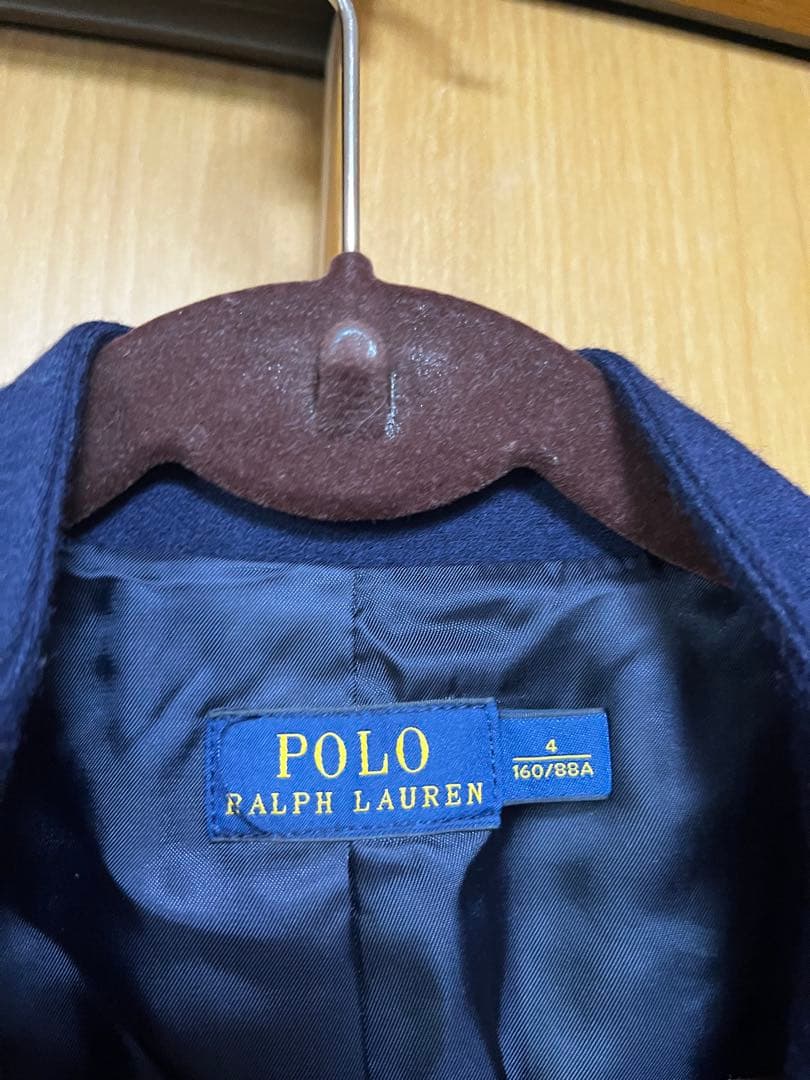 POLO
RALPH LAUREN
4
160/88A